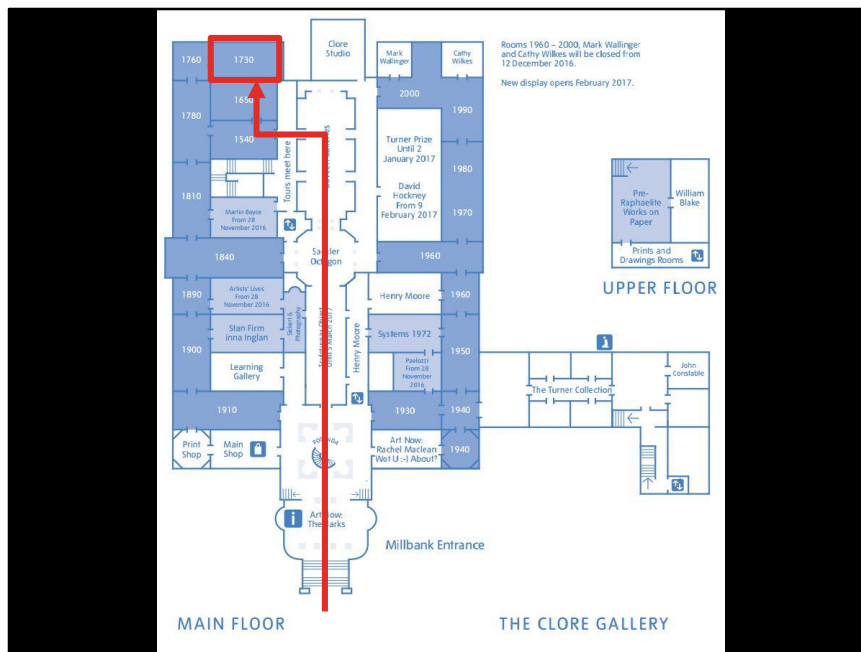 Rooms 1960 – 2000, Mark Wallinger
and Cathy Wilkes will be closed from
12 December 2016.
New display opens February 2017.
Clore
Studio
Mark
Wallinger
Cathy
Wilkes
1760
1730
2000
1650
1990
1780
1540
Tours meet here
Turner Prize
Until 2
January 2017
David
Hockney
From 9
February 2017
1980
1970
1810
Martin Boyce
From 28
November 2016
1840
1960
Pre-
Raphaelite
Works on
Paper
William
Blake
Prints and
Drawings Rooms
UPPER FLOOR
1890
Artists' Lives
From 28
November 2016
Sickert &
Photography
Henry Moore
1960
Stan Firm
inna Inglan
Henry Moore
Systems 1972
1900
1950
Learning
Gallery
Paolozzi
From 28
November
2016
John
Constable
The Turner Collection
1910
1930
1940
Print
Shop
Main
Shop
Art Now:
Rachel Maclean
Wot U :-) About?
1940
i
Art Now:
Millbank Entrance
MAIN FLOOR
THE CLORE GALLERY